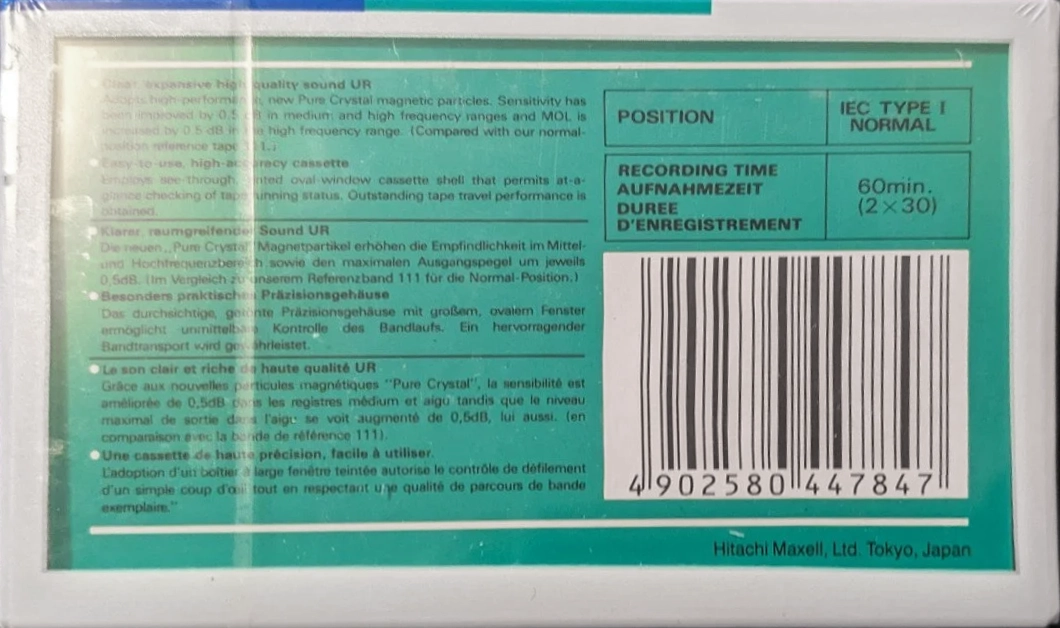 • Clear expansive high quality sound UR
Adopts high-performance, new Pure Crystal magnetic particles. Sensitivity has
been improved by 0.5 dB in medium and high frequency ranges and MOL is
increased by 0.5 dB in the high frequency range. (Compared with our normal-
position reference tape 111.)
• Easy-to-use, high-accuracy cassette
Employs see-through, tinted oval window cassette shell that permits at-a-
glance checking of tape running status. Outstanding tape travel performance is
obtained.
• Klarer, raumgreifender Sound UR
Die neuen „Pure Crystal" Magnetpartikel erhöhen die Empfindlichkeit im Mittel-
und Hochfrequenzbereich sowie den maximalen Ausgangspegel um jeweils
0,5dB. (Im Vergleich zu unserem Referenzband 111 für die Normal-Position.)
• Besonders praktisches Präzisionsgehäuse
Das durchsichtige, getönte Präzisionsgehäuse mit großem, ovalem Fenster
ermöglicht unmittelbare Kontrolle des Bandlaufs. Ein hervorragender
Bandtransport wird gewährleistet.
• Le son clair et riche de haute qualité UR
Grâce aux nouvelles particules magnétiques "Pure Crystal", la sensibilité est
améliorée de 0,5dB dans les registres médium et aigu tandis que le niveau
maximal de sortie dans l'aigu se voit augmenté de 0,5dB, lui aussi. (en
comparaison avec la bande de référence 111).
• Une cassette de haute précision, facile à utiliser.
L'adoption d'un boîtier à large fenêtre teintée autorise le contrôle de défilement
d'un simple coup d'œil tout en respectant une qualité de parcours de bande
exemplaire."
POSITION
IEC TYPE I
NORMAL
RECORDING TIME
AUFNAHMEZEIT
DUREE
D'ENREGISTREMENT
60min.
(2×30)
4 902580 447847
Hitachi Maxell, Ltd. Tokyo, Japan